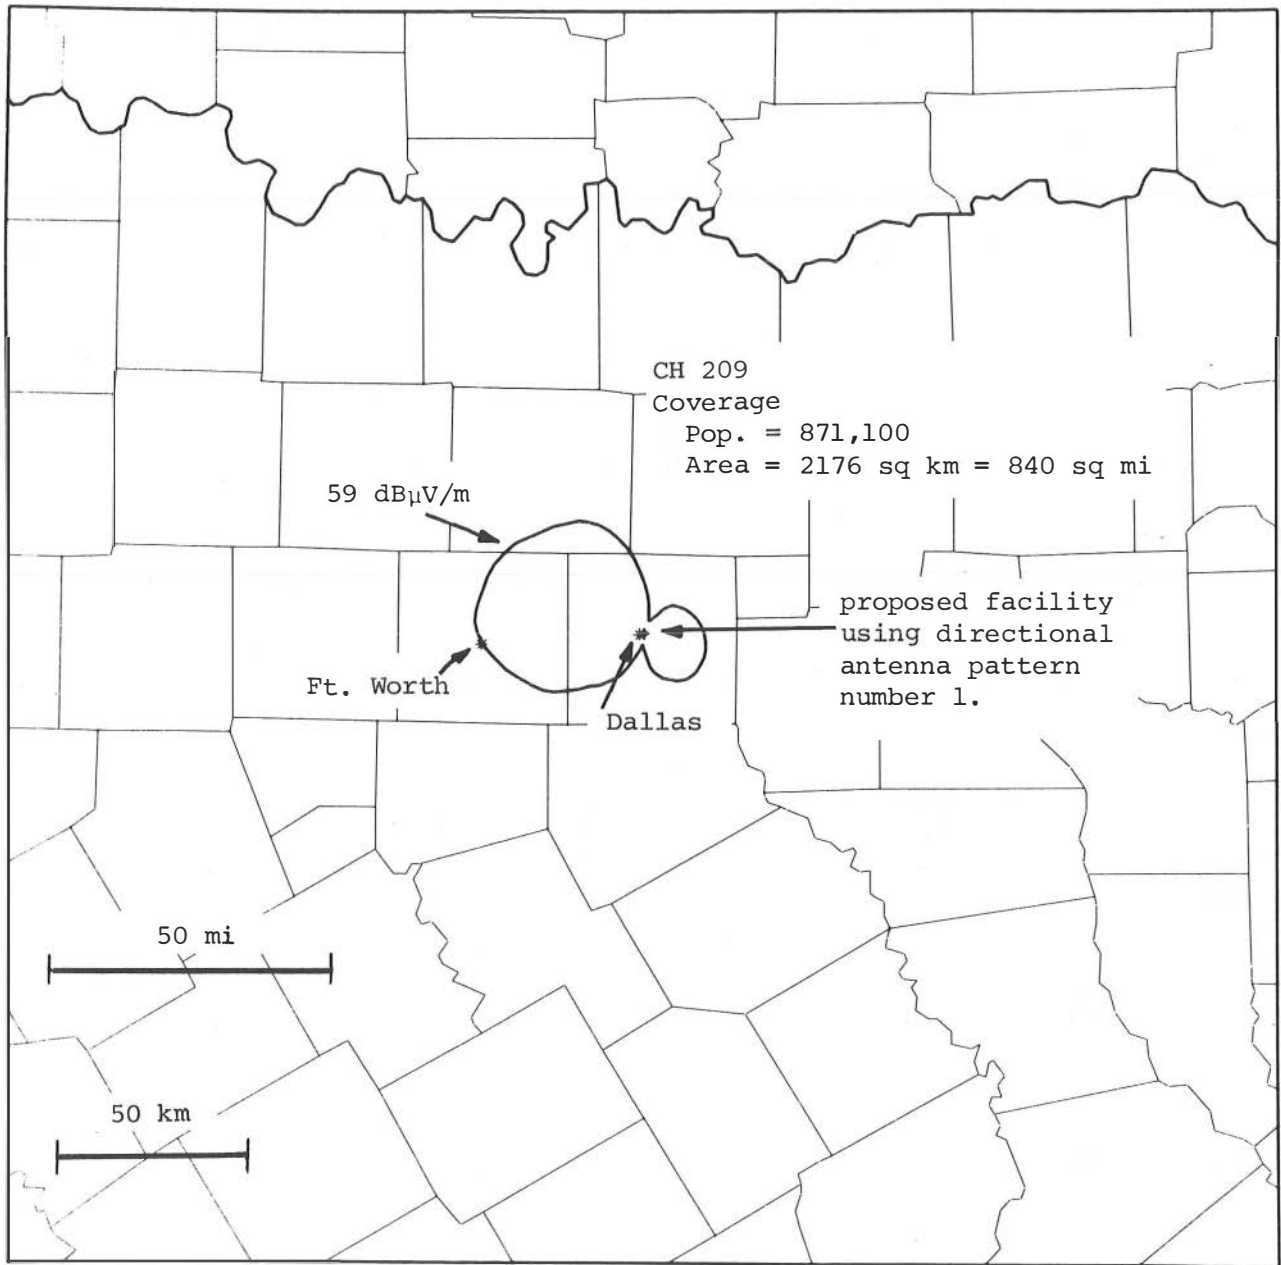 CH 209
Coverage
Pop. = 871,100
Area = 2176 sq km = 840 sq mi
59 dBμV/m
proposed facility
using directional
antenna pattern
number 1.
Ft. Worth
Dallas
50 mi
50 km